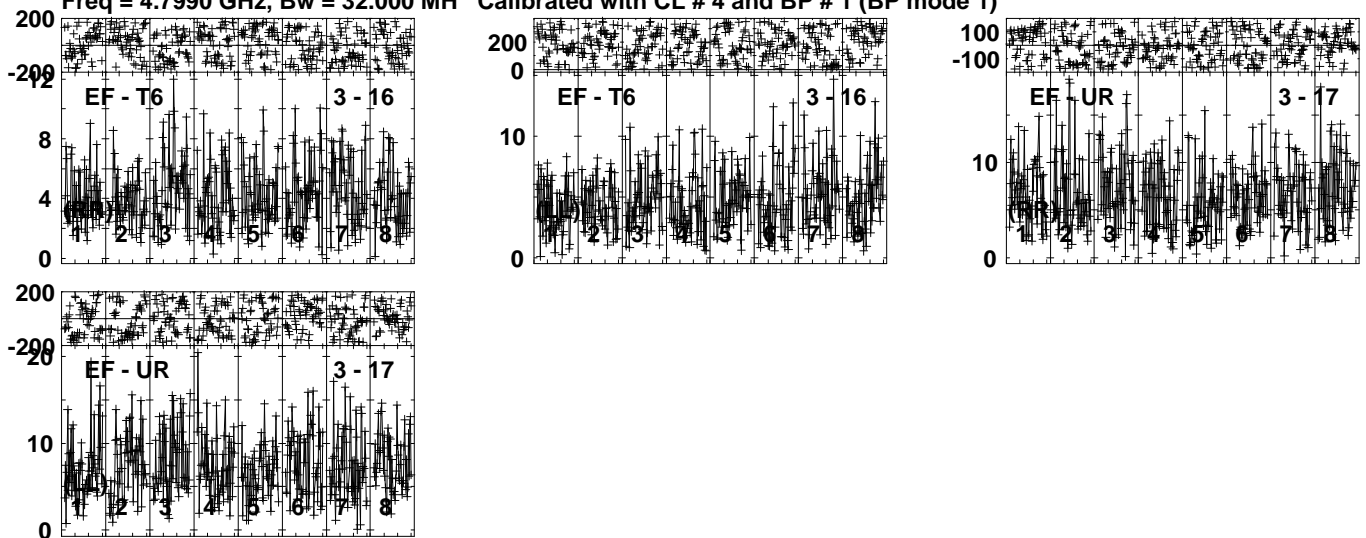 Freq = 4.7990 GHz, Bw = 32.000 MH Calibrated with CL # 4 and BP # 1 (BP mode 1)
200
-200
12
8
4
0
EF - T6
3 - 16
(RR)
1 2 3 4 5 6 7 8
200
0
10
0
EF - T6
3 - 16
(LL)
1 2 3 4 5 6 7 8
100
-100
10
0
EF - UR
3 - 17
(RR)
1 2 3 4 5 6 7 8
200
-200
20
10
0
EF - UR
3 - 17
(LL)
1 2 3 4 5 6 7 8